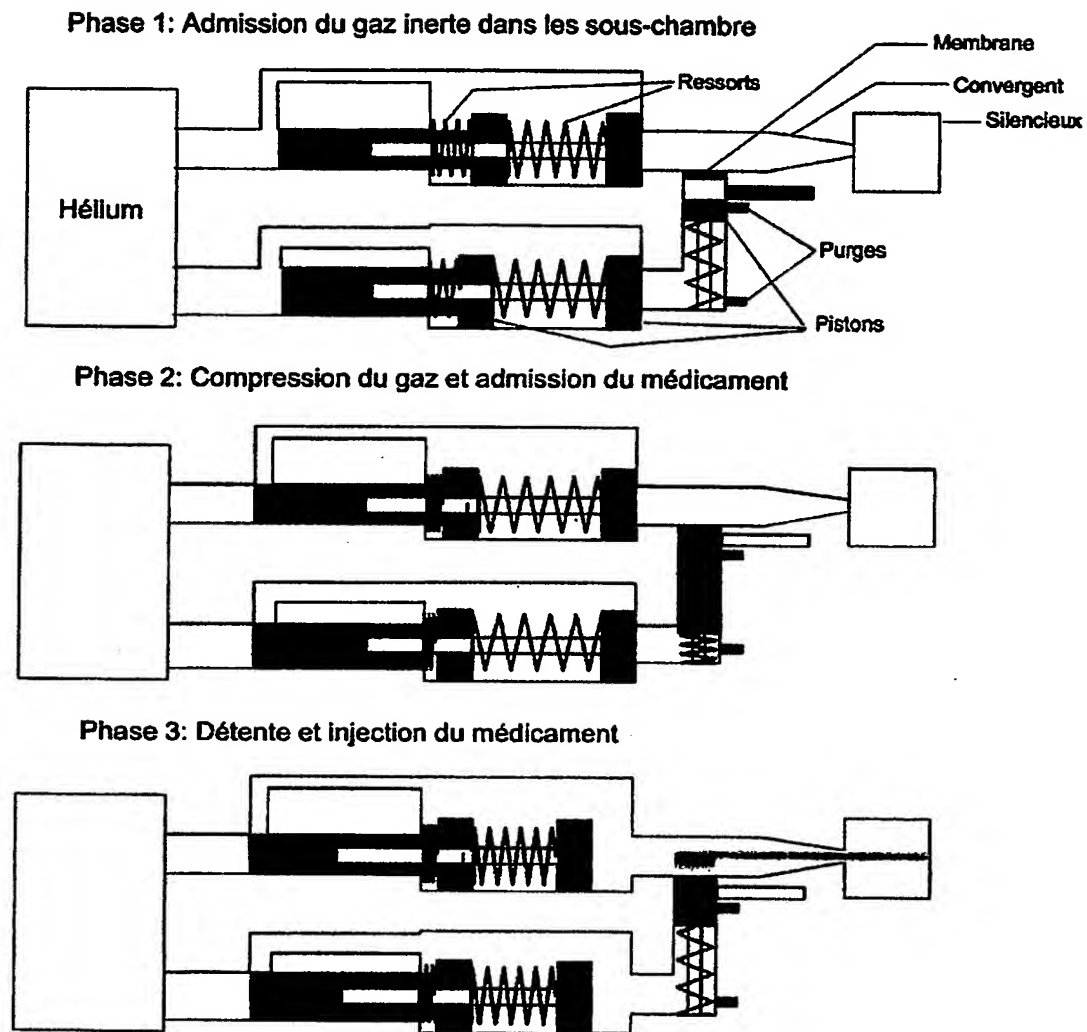 Phase 1: Admission du gaz inerte dans les sous-chambre
Membrane
Ressorts
Convergent
Silencieux
Hélium
Purges
Pistons
Phase 2: Compression du gaz et admission du médicament
Phase 3: Détente et injection du médicament